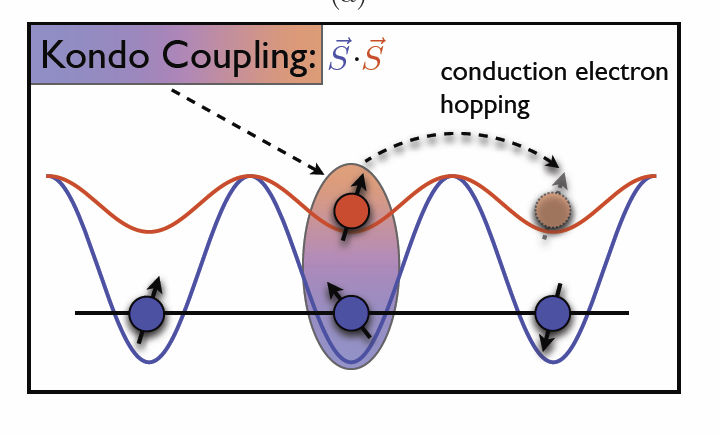 Kondo Coupling: S⃗·S⃗
conduction electron
hopping